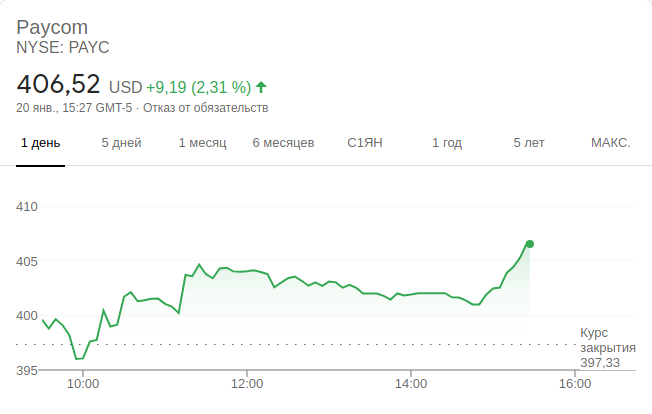 Paycom
NYSE: PAYC
406,52 USD +9,19 (2,31 %)
20 янв., 15:27 GMT-5 · Отказ от обязательств
1 день 5 дней 1 месяц 6 месяцев С1ЯН 1 год 5 лет МАКС.
410
405
400
395
Курс
закрытия
397,33
10:00 12:00 14:00 16:00